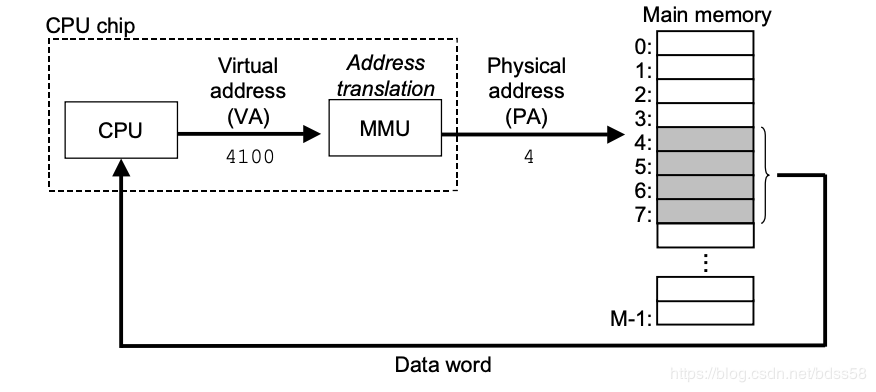 CPU chip
Main memory
Virtual
address
(VA)
Address
translation
Physical
address
(PA)
CPU
MMU
4100
4
0:
1:
2:
3:
4:
5:
6:
7:
⋮
M-1:
Data word
https://blog.csdn.net/bdss58